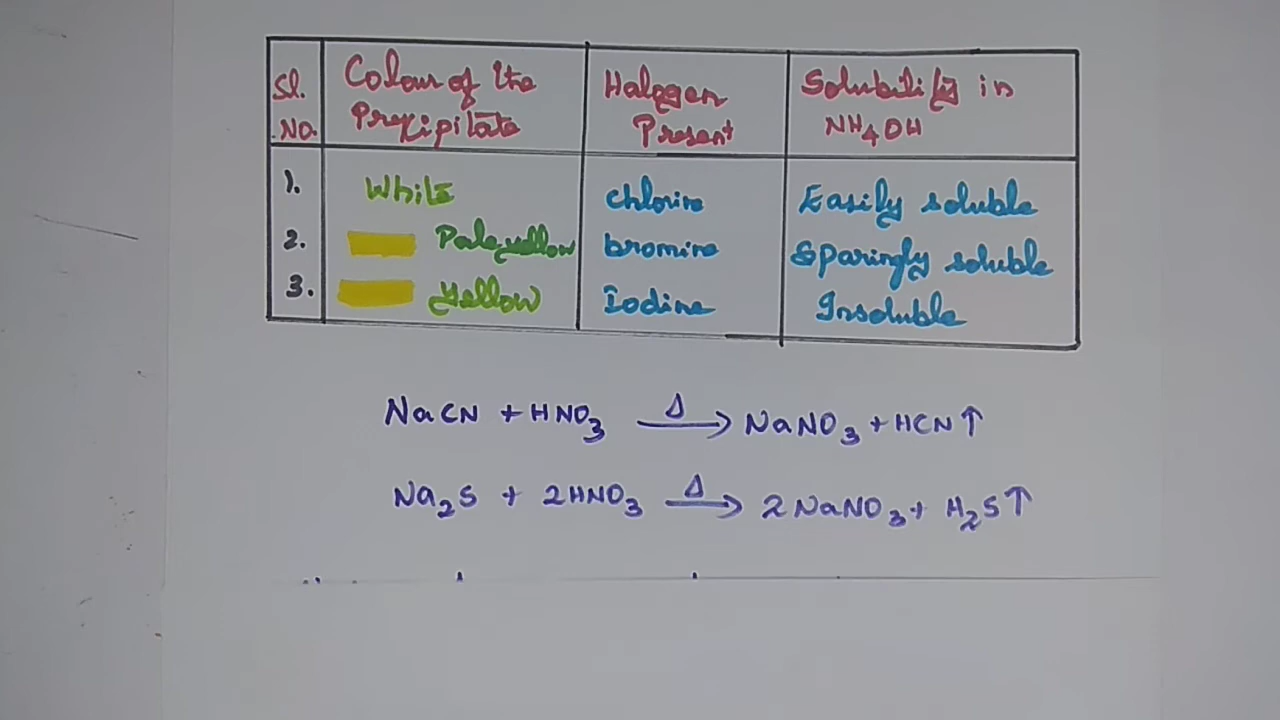 Sl. No. Colour of the Precipitate Halogen Present Solubility in NH₄OH
1. White chlorine Easily soluble
2. Pale yellow bromine Sparingly soluble
3. yellow Iodine Insoluble
NaCN + HNO₃ —Δ→ NaNO₃ + HCN↑
Na₂S + 2HNO₃ —Δ→ 2NaNO₃ + H₂S↑